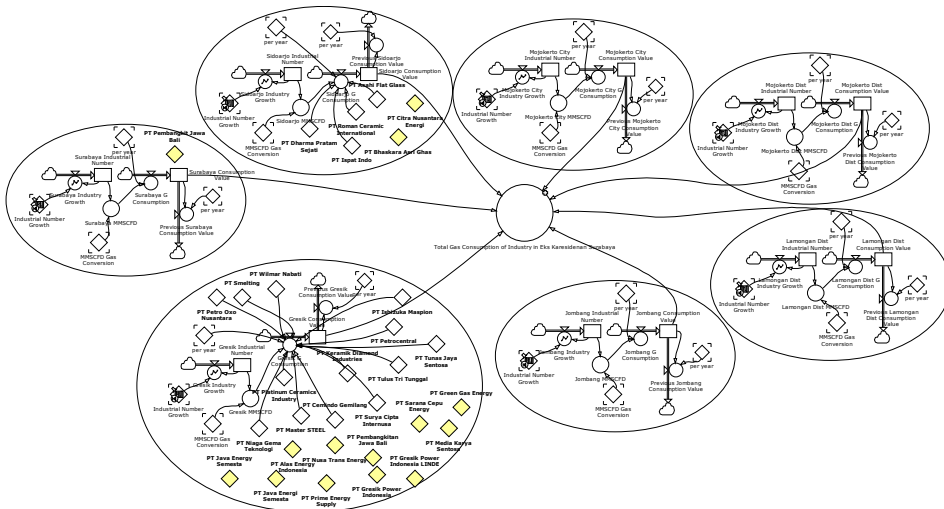 per year
per year
Sidoarjo Industrial
Number
Previous Sidoarjo
Consumption Value
Sidoarjo Consumption
Value
Sidoarjo Industry
Growth
Sidoarjo G
Consumption
PT Asahi Flat Glass
Industrial Number
Growth
Sidoarjo MMSCFD
MMSCFD Gas
Conversion
PT Roman Ceramic
International
PT Citra Nusantara
Energi
PT Dharma Pratam
Sejati
PT Ispat Indo
PT Bhaskara Asri Ghas
per year
Mojokerto City
Industrial Number
Mojokerto City
Consumption Value
Mojokerto City
Industry Growth
Mojokerto City G
Consumption
per year
Industrial Number
Growth
Mojokerto City MMSCFD
Previous Mojokerto
City Consumption
Value
MMSCFD Gas
Conversion
per year
Mojokerto Dist
Industrial Number
Mojokerto Dist
Consumption Value
Mojokerto Dist
Industry Growth
Mojokerto Dist G
Consumption
per year
Industrial Number
Growth
Mojokerto Dist MMSCFD
Previous Mojokerto
Dist Consumption
Value
MMSCFD Gas
Conversion
PT Pembangkit Jawa
Bali
per year
Surabaya Industrial
Number
Surabaya Consumption
Value
Surabaya Industry
Growth
Surabaya G
Consumption
per year
Industrial Number
Growth
Surabaya MMSCFD
Previous Surabaya
Consumption Value
MMSCFD Gas
Conversion
Total Gas Consumption of Industry in Eks Karesidenan Surabaya
per year
Lamongan Dist
Industrial Number
Lamongan Dist
Consumption Value
Lamongan Dist
Industry Growth
Lamongan Dist G
Consumption
per year
Industrial Number
Growth
Lamongan Dist MMSCFD
Previous Lamongan
Dist Consumption
Value
MMSCFD Gas
Conversion
per year
Jombang Industrial
Number
Jombang Consumption
Value
Jombang Industry
Growth
Jombang G
Consumption
per year
Industrial Number
Growth
Jombang MMSCFD
Previous Jombang
Consumption Value
MMSCFD Gas
Conversion
PT Wilmar Nabati
PT Smelting
Previous Gresik
Consumption Value
per year
PT Petro Oxo
Nusantara
PT Ishizuka Maspion
Gresik Consumption
Value
per year
PT Petrocentral
Gresik Industrial
Number
Gresik G
Consumption
PT Keramik Diamond
Industries
PT Tunas Jaya
Sentosa
PT Tulus Tri Tunggal
Gresik Industry
Growth
Industrial Number
Growth
Gresik MMSCFD
PT Platinum Ceramics
Industry
PT Cemindo Gemilang
PT Surya Cipta
Internusa
PT Sarana Cepu
Energy
PT Green Gas Energy
MMSCFD Gas
Conversion
PT Master STEEL
PT Niaga Gema
Teknologi
PT Nusa Trans Energy
PT Pembangkitan
Jawa Bali
PT Media Karya
Sentosa
PT Java Energy
Semesta
PT Alas Energy
Indonesia
PT Gresik Power
Indonesia LINDE
PT Java Energi
Semesta
PT Prime Energy
Supply
PT Gresik Power
Indonesia